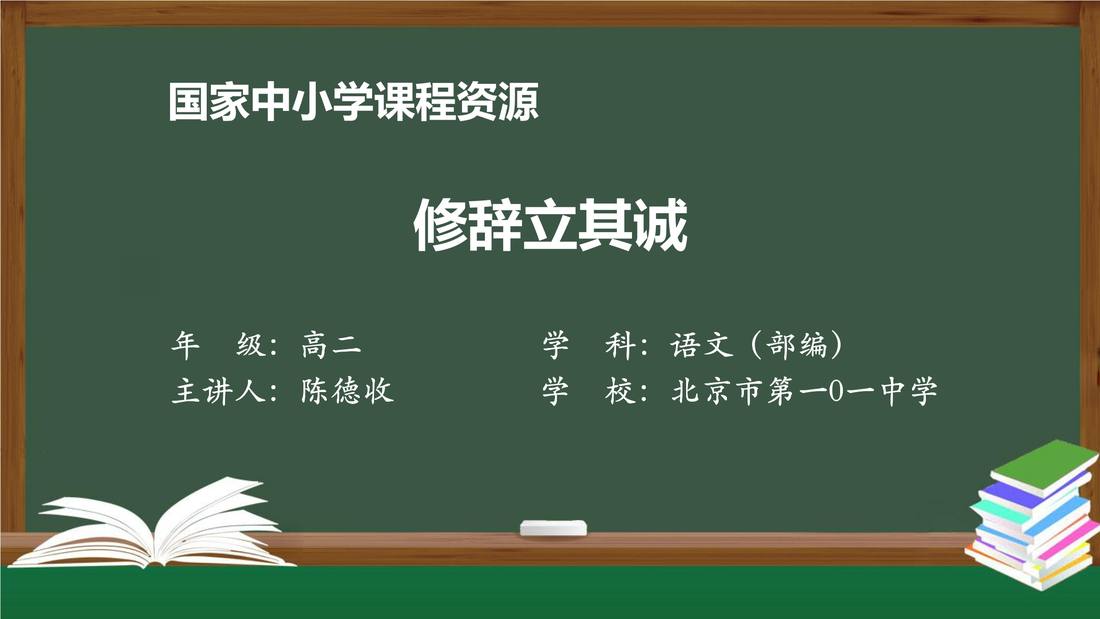 国家中小学课程资源
修辞立其诚
年 级：高二 学 科：语文（部编）
主讲人：陈德收 学 校：北京市第一0一中学